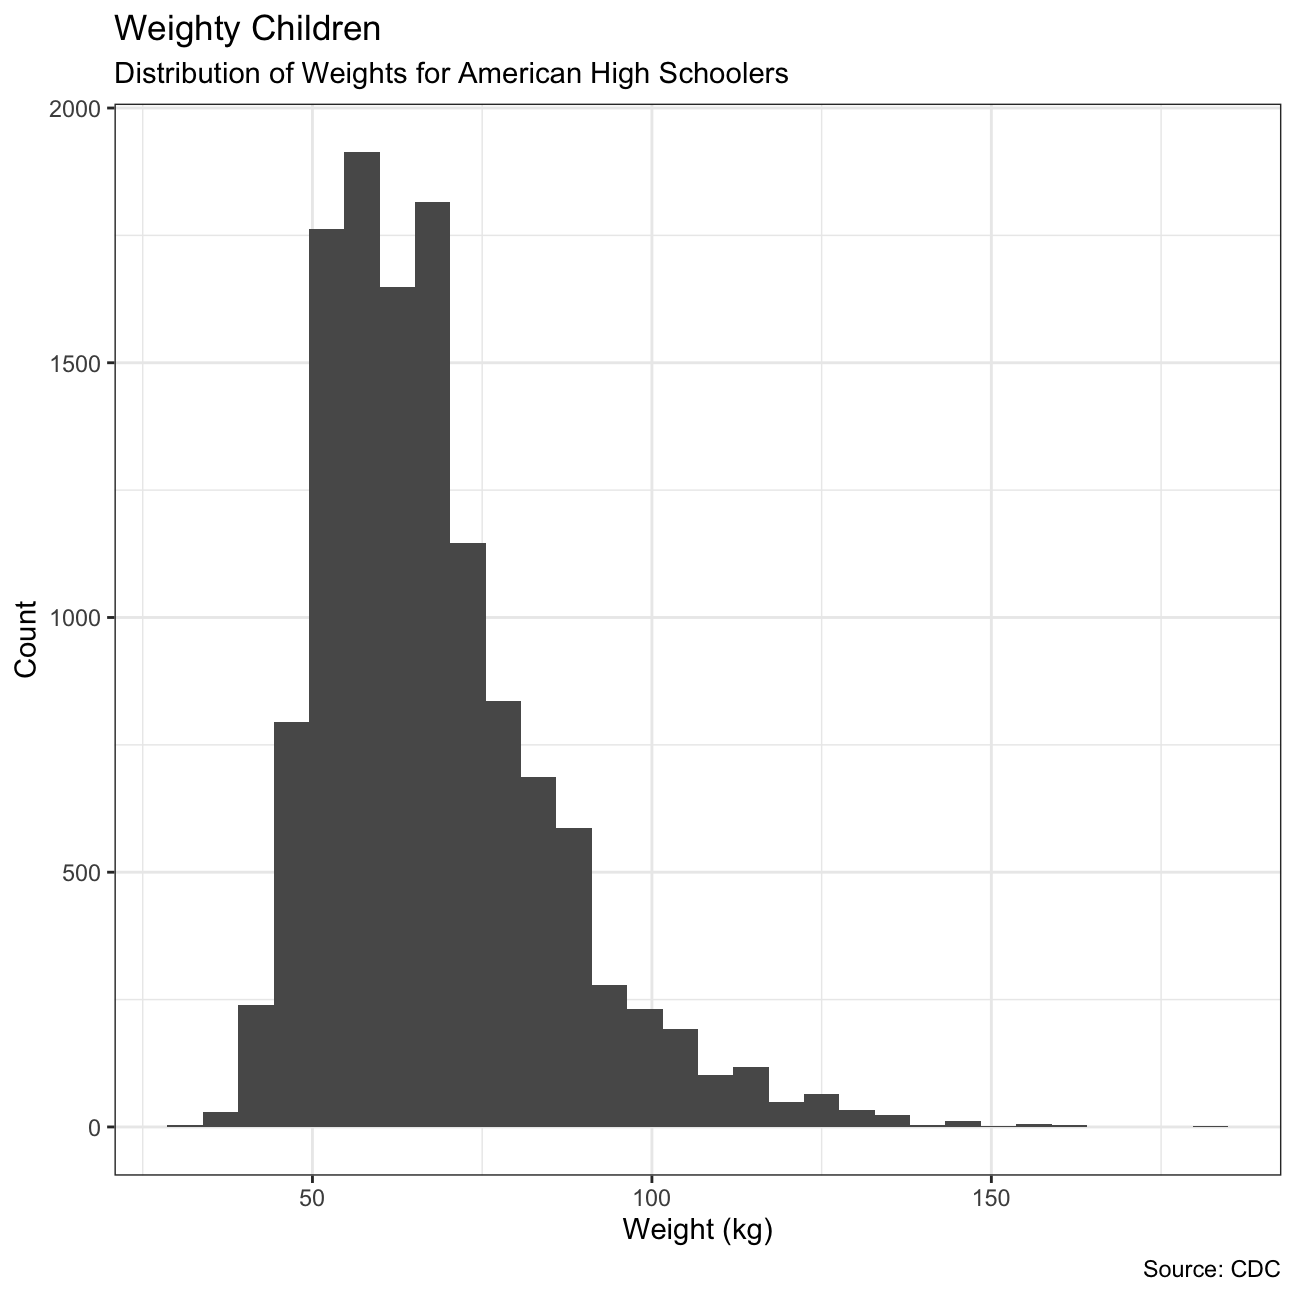 Weighty Children
Distribution of Weights for American High Schoolers
2000
1500
1000
500
0
Count
50 100 150
Weight (kg)
Source: CDC